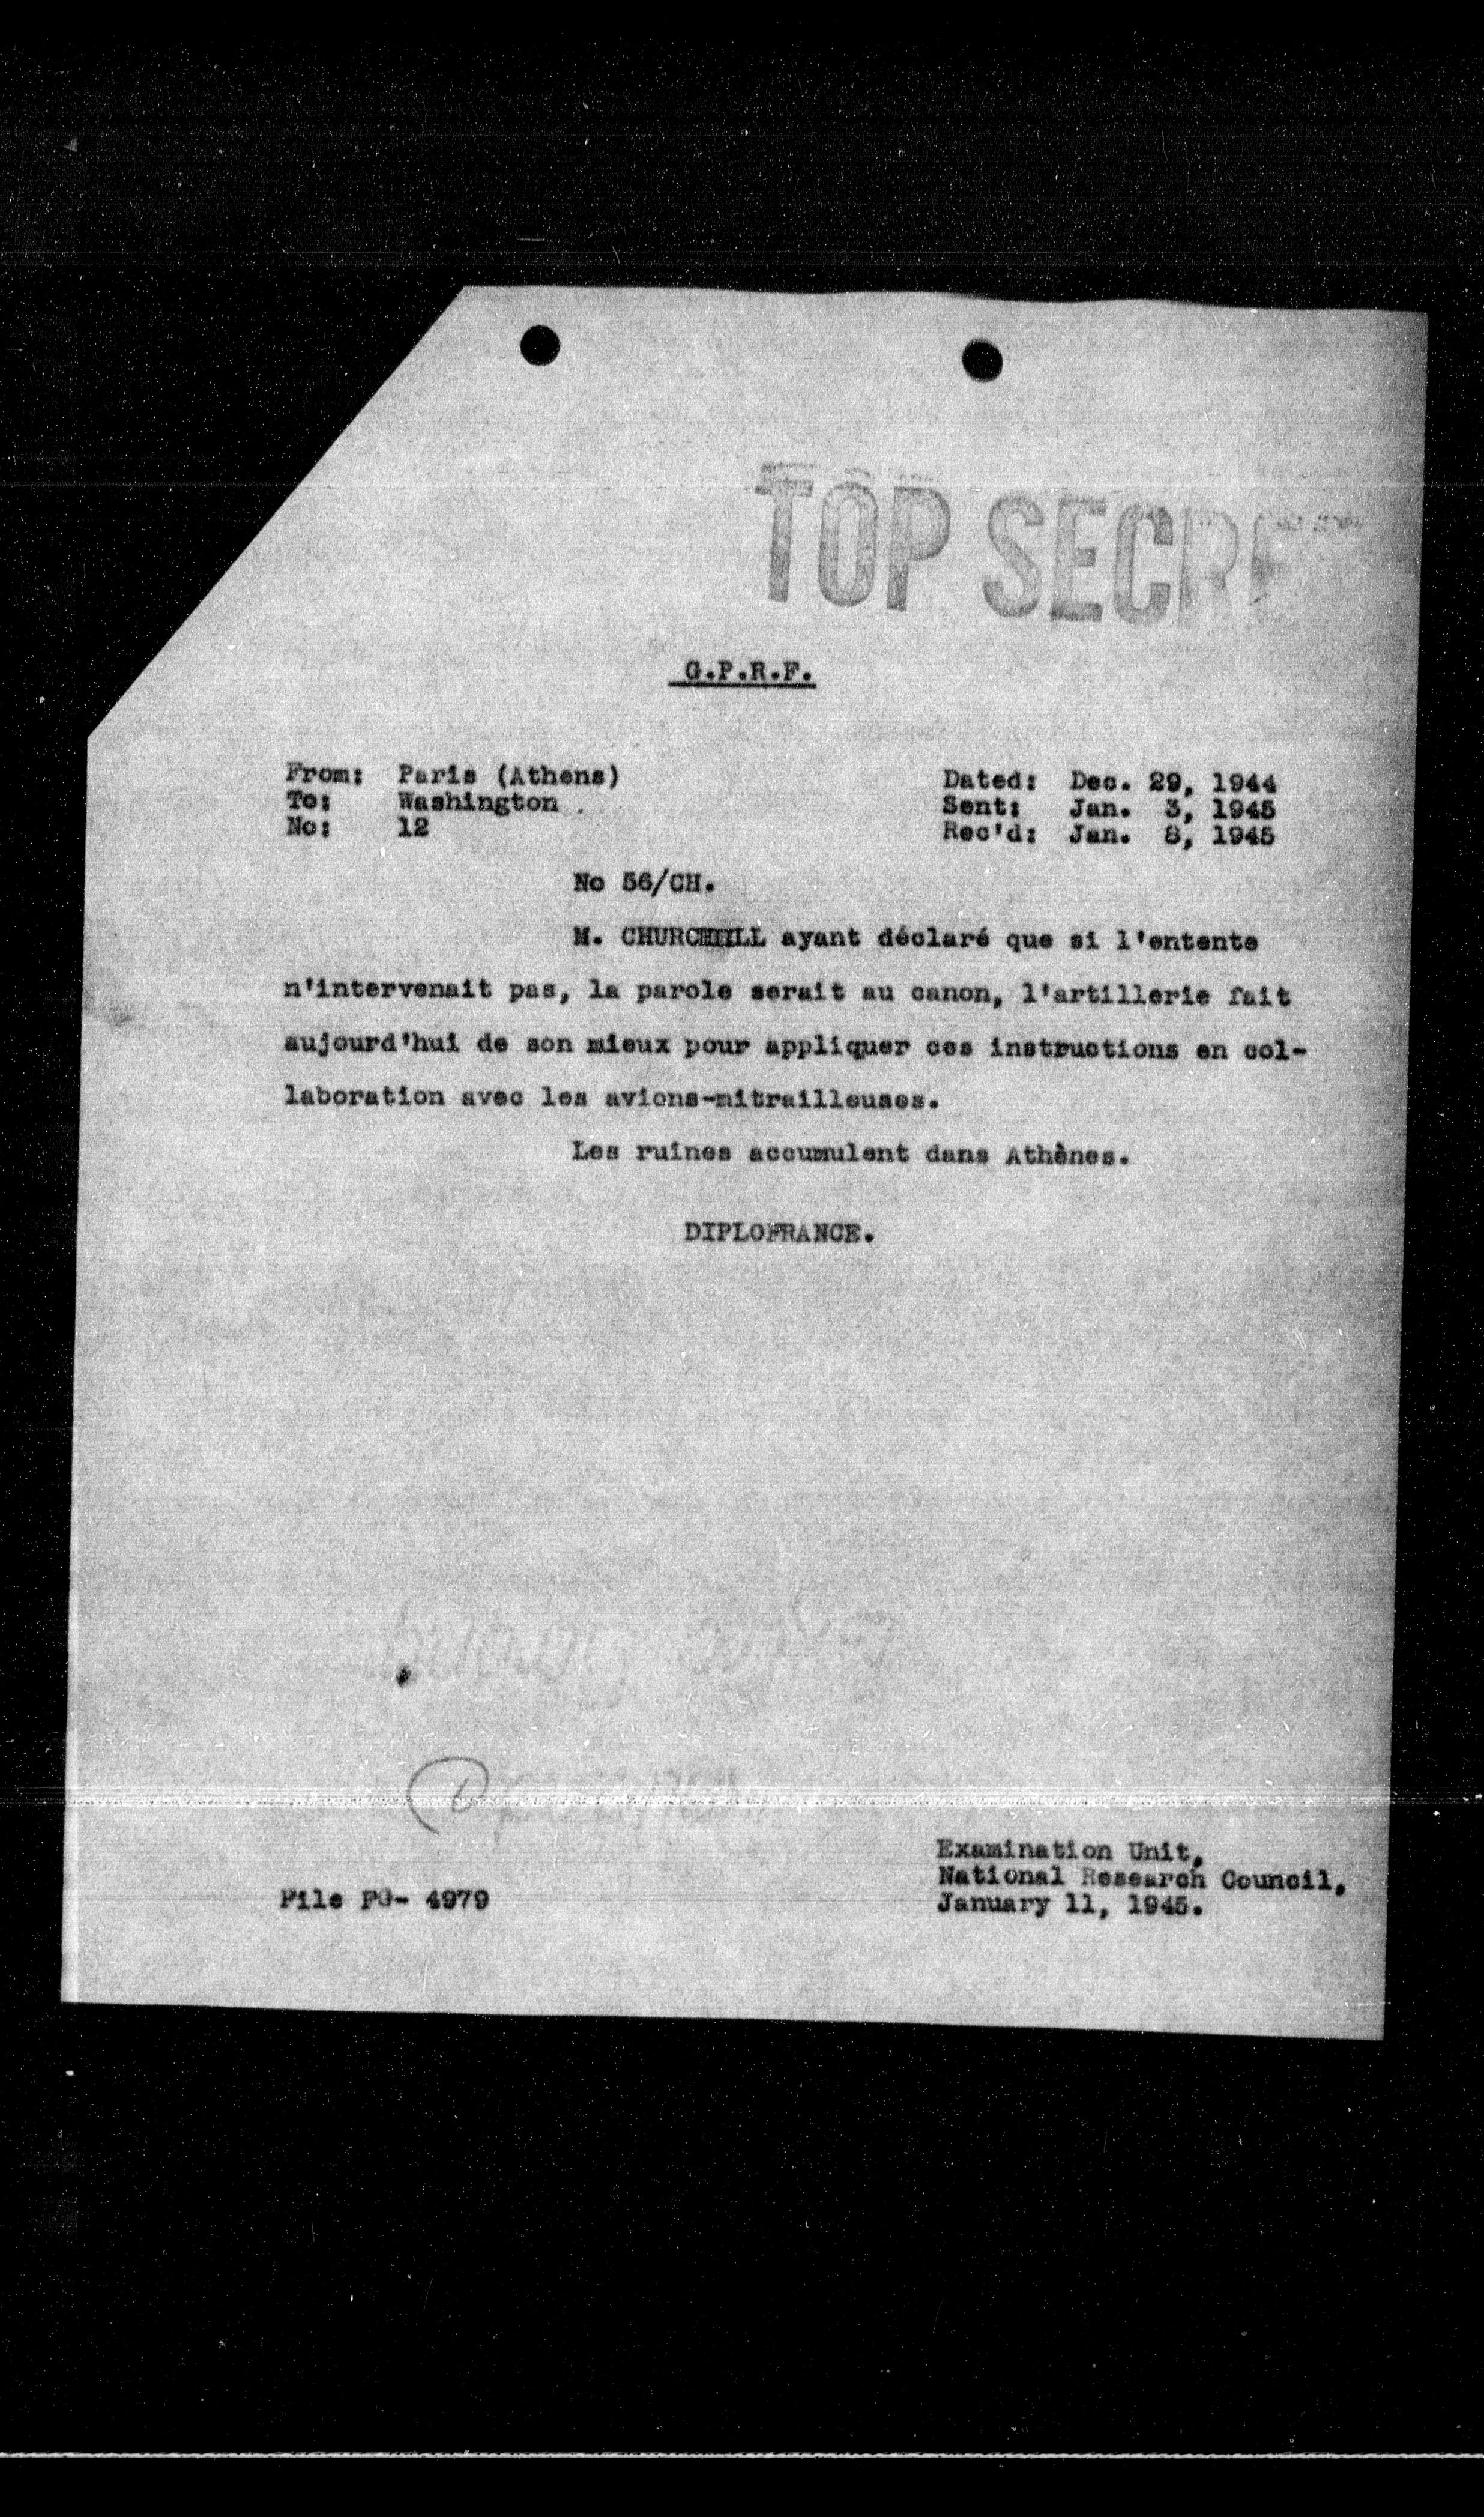 TOP SECRE
G.P.R.F.
From: Paris (Athens)
To: Washington
No: 12
Dated: Dec. 29, 1944
Sent: Jan. 3, 1945
Rec'd: Jan. 8, 1945
No 56/CH.
M. CHURCHILL ayant déclaré que si l'entente
n'intervenait pas, la parole serait au canon, l'artillerie fait
aujourd'hui de son mieux pour appliquer ces instructions en col-
laboration avec les avions-mitrailleuses.
Les ruines accumulent dans Athènes.
DIPLOFRANCE.
File FG- 4979
Examination Unit,
National Research Council,
January 11, 1945.